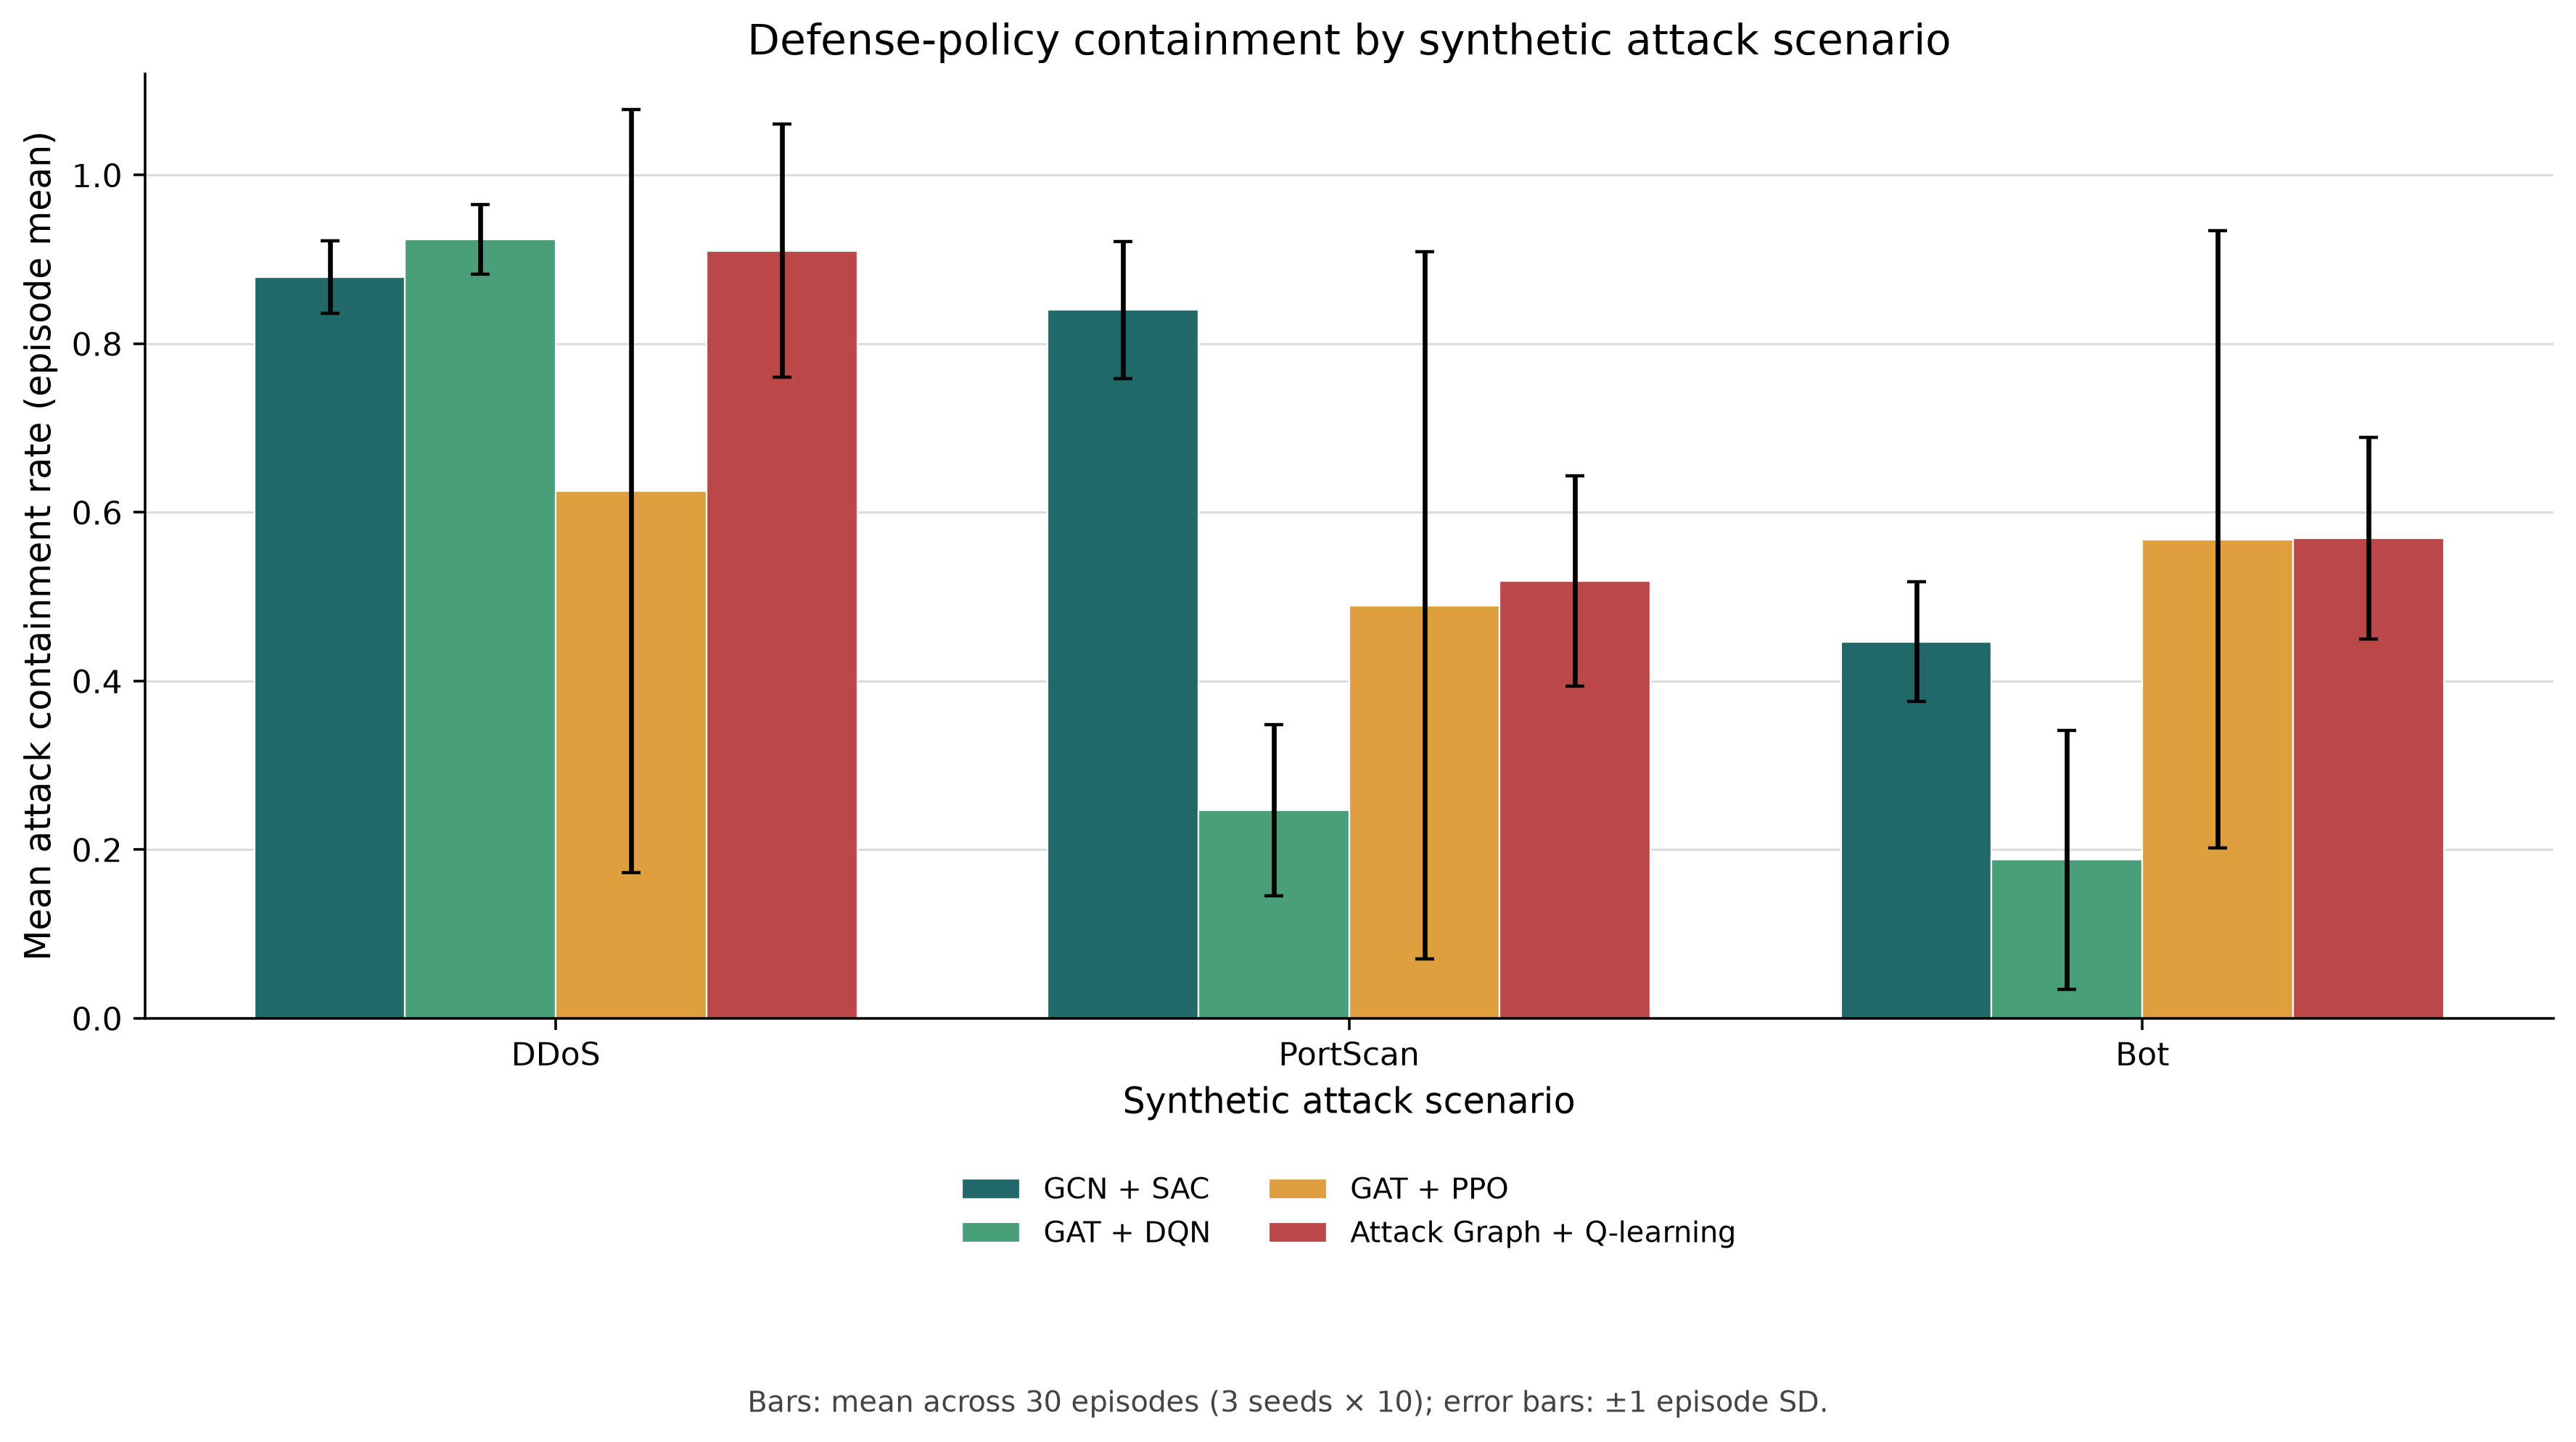 Defense-policy containment by synthetic attack scenario
Mean attack containment rate (episode mean)
1.0
0.8
0.6
0.4
0.2
0.0
DDoS
PortScan
Bot
Synthetic attack scenario
GCN + SAC
GAT + DQN
GAT + PPO
Attack Graph + Q-learning
Bars: mean across 30 episodes (3 seeds × 10); error bars: ±1 episode SD.